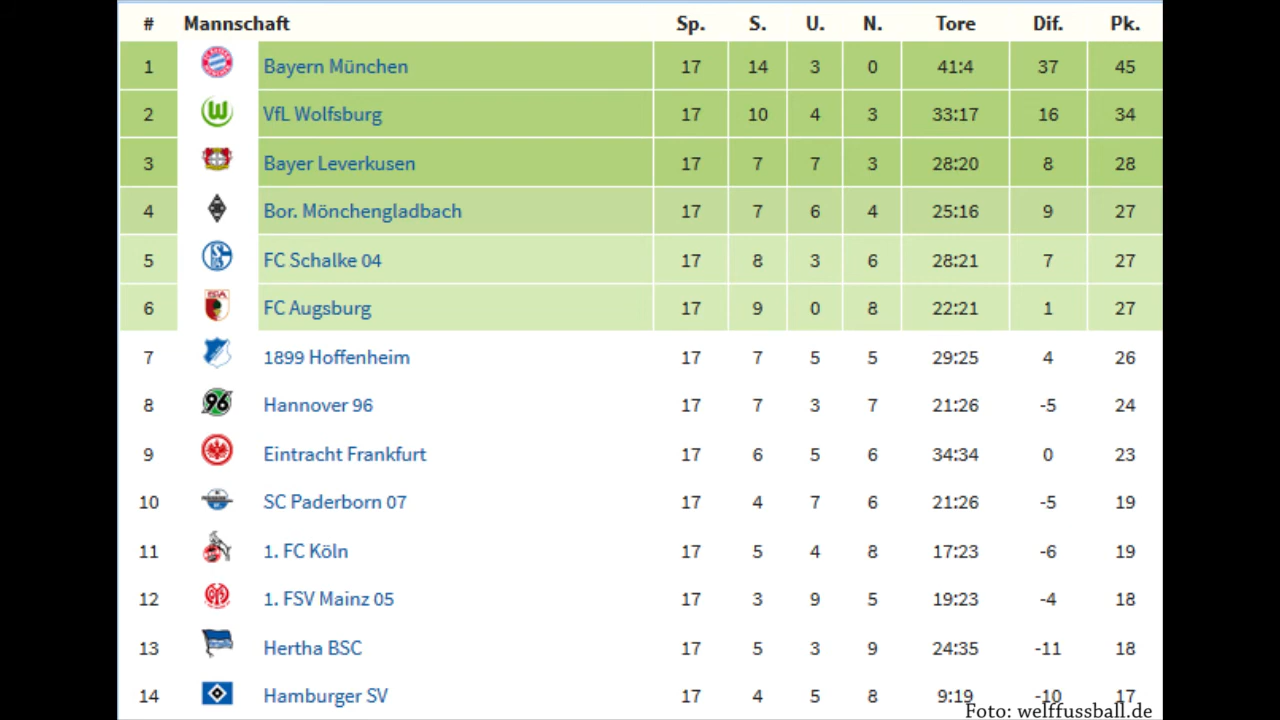 # Mannschaft Sp. S. U. N. Tore Dif. Pk.
1 Bayern München 17 14 3 0 41:4 37 45
2 VfL Wolfsburg 17 10 4 3 33:17 16 34
3 Bayer Leverkusen 17 7 7 3 28:20 8 28
4 Bor. Mönchengladbach 17 7 6 4 25:16 9 27
5 FC Schalke 04 17 8 3 6 28:21 7 27
6 FC Augsburg 17 9 0 8 22:21 1 27
7 1899 Hoffenheim 17 7 5 5 29:25 4 26
8 96 Hannover 96 17 7 3 7 21:26 -5 24
9 Eintracht Frankfurt 17 6 5 6 34:34 0 23
10 SC Paderborn 07 17 4 7 6 21:26 -5 19
11 1. FC Köln 17 5 4 8 17:23 -6 19
12 1. FSV Mainz 05 17 3 9 5 19:23 -4 18
13 Hertha BSC 17 5 3 9 24:35 -11 18
14 Hamburger SV 17 4 5 8 9:19 -10 17
Foto: welffussball.de